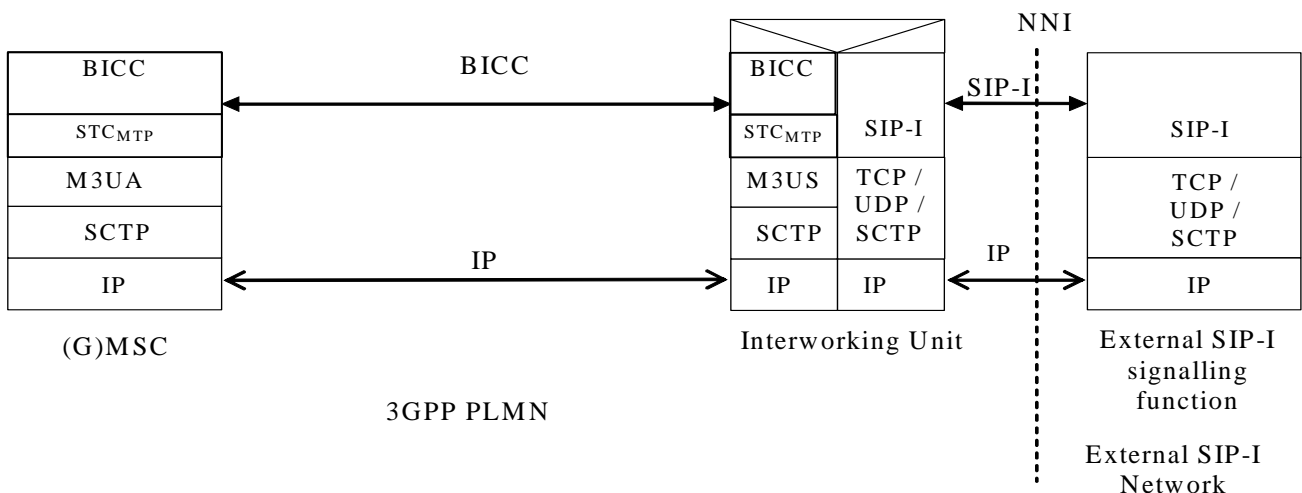 NNI
BICC
STCMTP
M3UA
SCTP
IP
(G)MSC
BICC
IP
BICC
STCMTP
M3US
SCTP
IP
SIP-I
TCP /
UDP /
SCTP
IP
Interworking Unit
SIP-I
IP
SIP-I
TCP /
UDP /
SCTP
IP
External SIP-I
signalling
function
3GPP PLMN
External SIP-I
Network